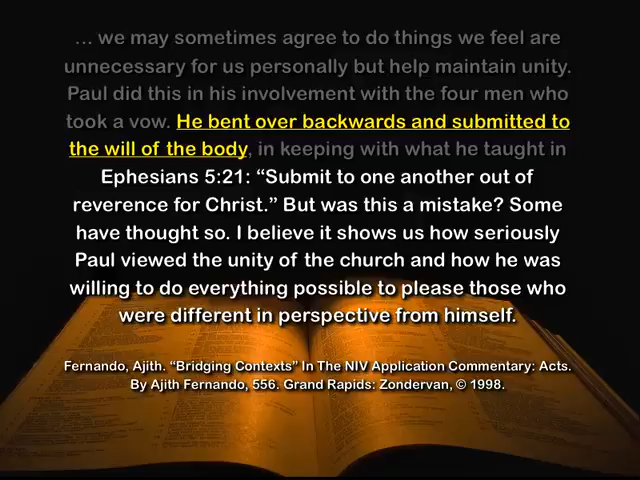 ... we may sometimes agree to do things we feel are
unnecessary for us personally but help maintain unity.
Paul did this in his involvement with the four men who
took a vow. He bent over backwards and submitted to
the will of the body, in keeping with what he taught in
Ephesians 5:21: “Submit to one another out of
reverence for Christ.” But was this a mistake? Some
have thought so. I believe it shows us how seriously
Paul viewed the unity of the church and how he was
willing to do everything possible to please those who
were different in perspective from himself.
Fernando, Ajith. “Bridging Contexts” In The NIV Application Commentary: Acts.
By Ajith Fernando, 556. Grand Rapids: Zondervan, © 1998.